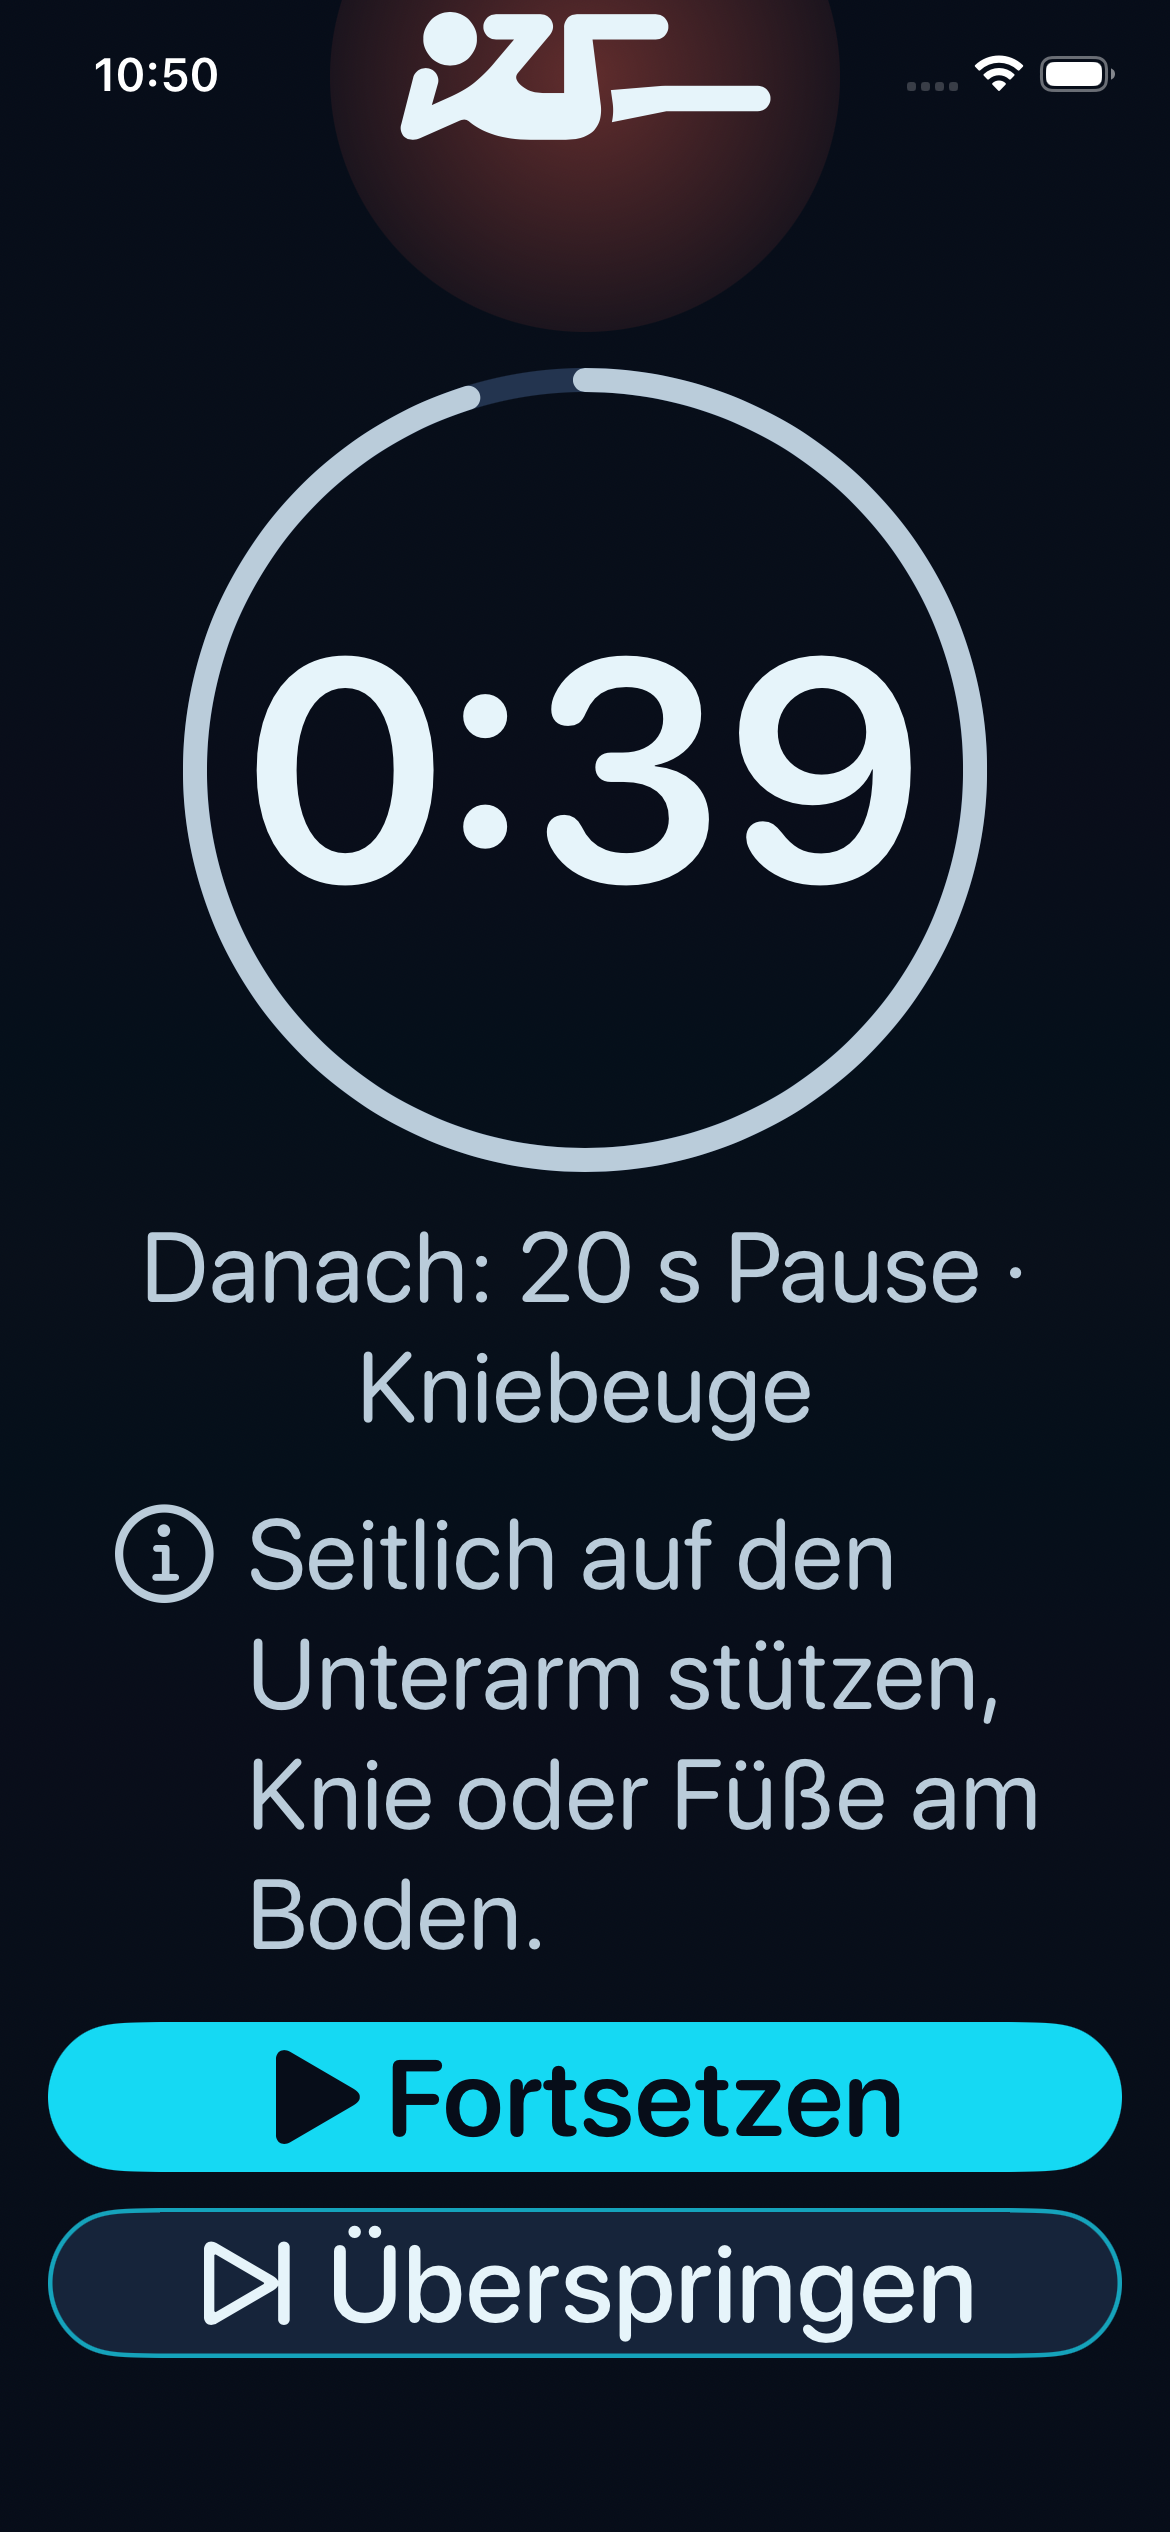 10:50
0:39
Danach: 20 s Pause ·
Kniebeuge
Seitlich auf den
Unterarm stützen,
Knie oder Füße am
Boden.
Fortsetzen
Überspringen